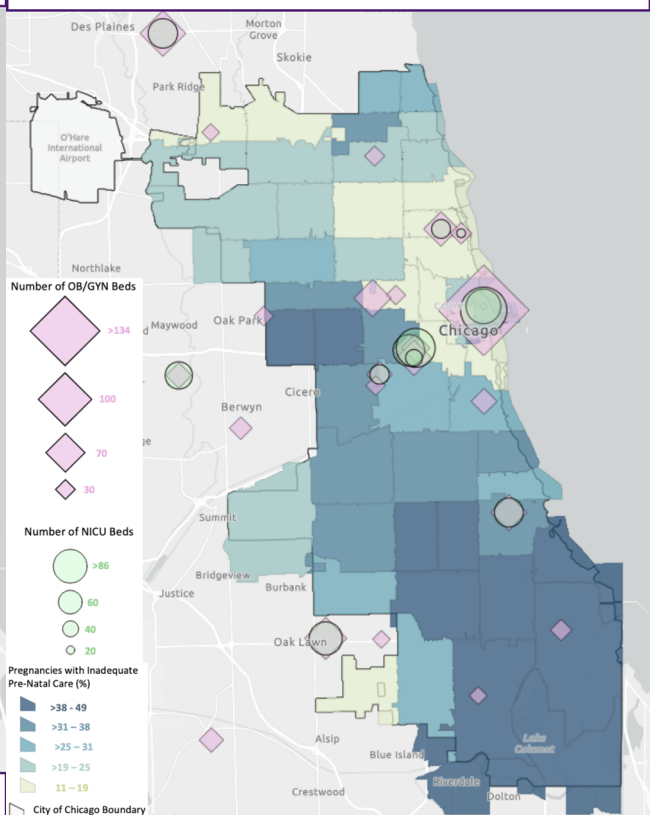 Des Plaines
Morton
Grove
Skokie
Park Ridge
O'Hare
International
Airport
Northlake
Number of OB/GYN Beds
>134
100
70
30
Maywood
Oak Park
Chicago
Cicero
Berwyn
Number of NICU Beds
>86
60
40
20
Summit
Bridgeview
Justice
Burbank
Oak Lawn
Pregnancies with Inadequate
Pre-Natal Care (%)
>38 - 49
>31 – 38
>25 – 31
>19 – 25
11 – 19
City of Chicago Boundary
Alsip
Blue Island
Crestwood
Lake
Calumet
Riverdale
Dolton